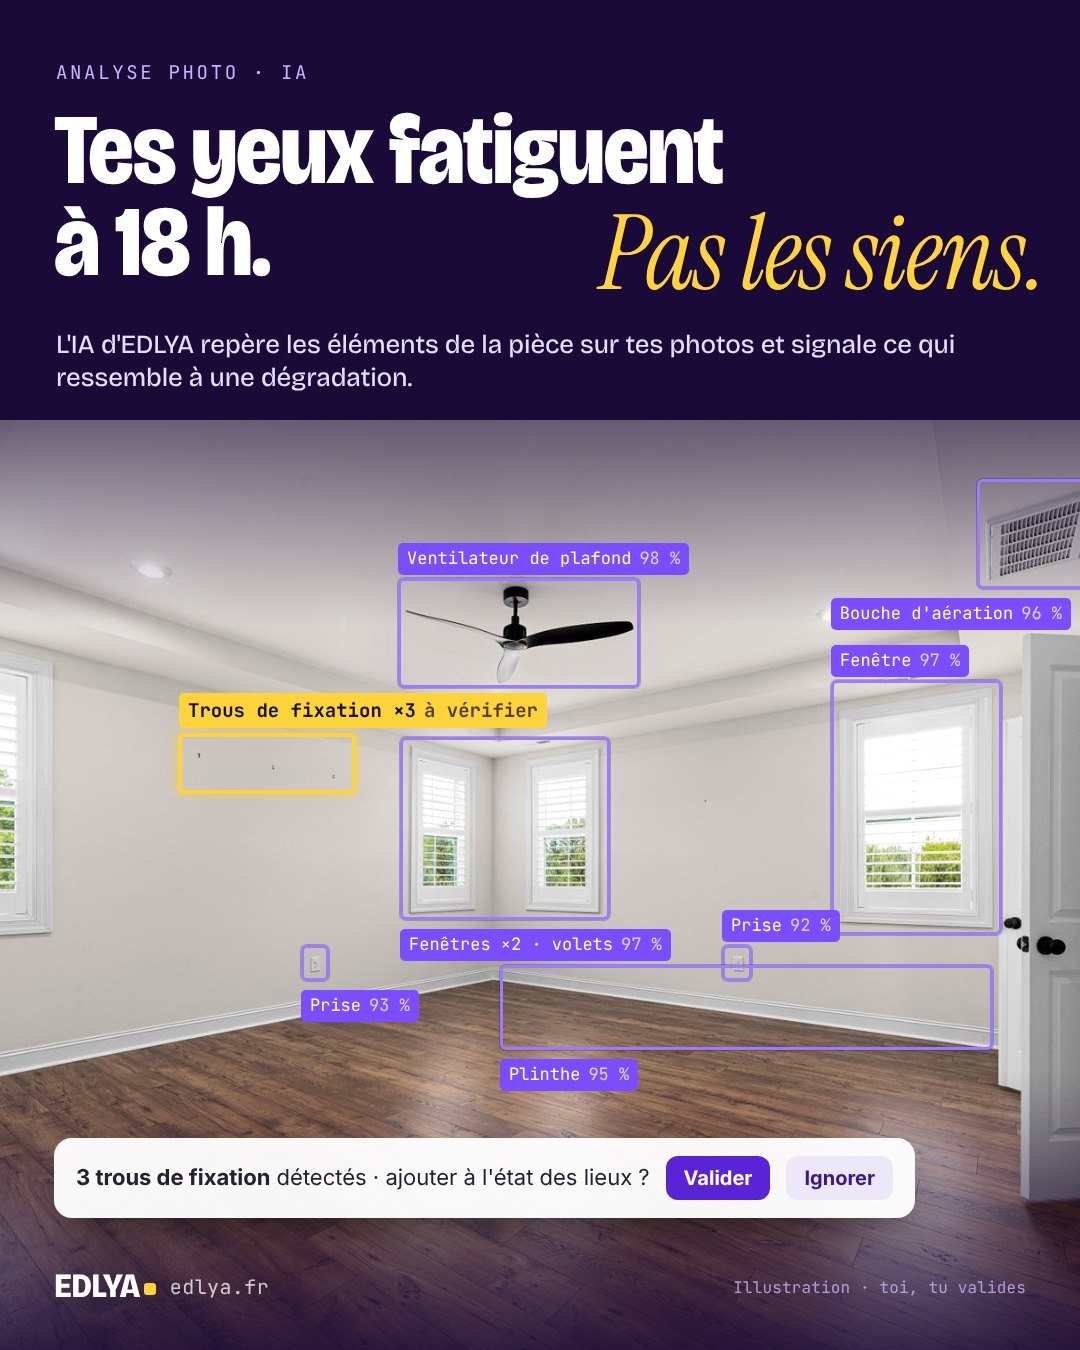 ANALYSE PHOTO · IA
Tes yeux fatiguent
à 18 h.
Pas les siens.
L'IA d'EDLYA repère les éléments de la pièce sur tes photos et signale ce qui
ressemble à une dégradation.
Ventilateur de plafond 98 %
Bouche d'aération 96 %
Fenêtre 97 %
Trous de fixation ×3 à vérifier
Prise 92 %
Fenêtres ×2 · volets 97 %
Prise 93 %
Plinthe 95 %
3 trous de fixation détectés · ajouter à l'état des lieux ? Valider Ignorer
EDLYA edlya.fr
Illustration · toi, tu valides